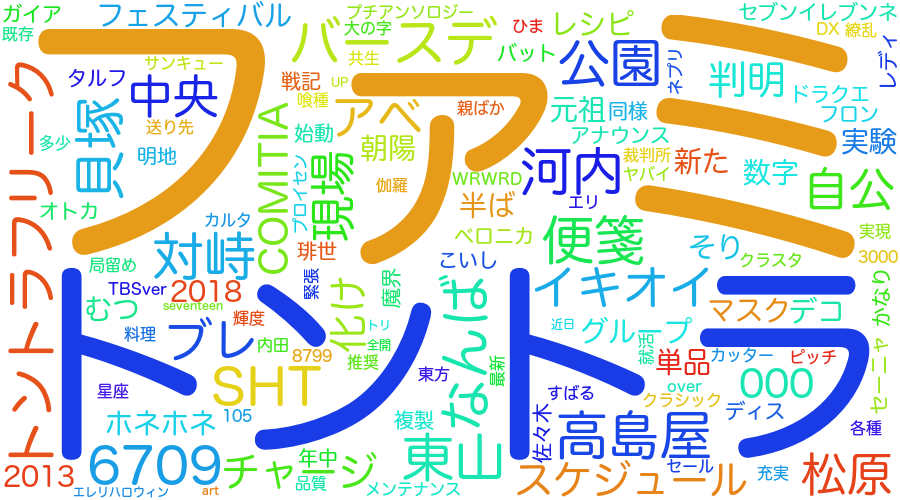 ファミ
トントラ
トントラフリーク
ガイア
既存
フェスティバル
プチアンソロジー
大の字
ひま
レシピ
セブンイレブンネ
DX
繚乱
レディ
バースデ
バット
共生
サンキュー
タルフ
中央
戦記
UP
喰種
アベ
親ばか
公園
ネプリ
判明
ドラクエ
フロン
元祖
同様
アナウンス
実験
多少
送り先
貝塚
明地
COMITIA
始動
朝陽
現場
プロイセン
伽羅
WRWRD
河内
エリ
裁判所
ヤバイ
新た
数字
自公
オトカ
カルタ
対峙
琲世
半ば
ベロニカ
便箋
そり
クラスタ
実現
3000
局留め
TBSver
2018
緊張
魔界
こいし
イキオイ
かなり
むつ
seventeen
輝度
化け
なんば
マスク
デコ
料理
ブレ
内田
8799
トリ
全開
推奨
近日
グループ
就活
単品
カッター
ピッチ
セーニャ
星座
SHT
東方
最新
すばる
over
クラシック
000
ディス
各種
ホネホネ
105
複製
佐々木
高島屋
2013
6709
チャージ
年中
品質
東山
メンテナンス
スケジュール
セール
充実
松原
エレリハロウィン
art